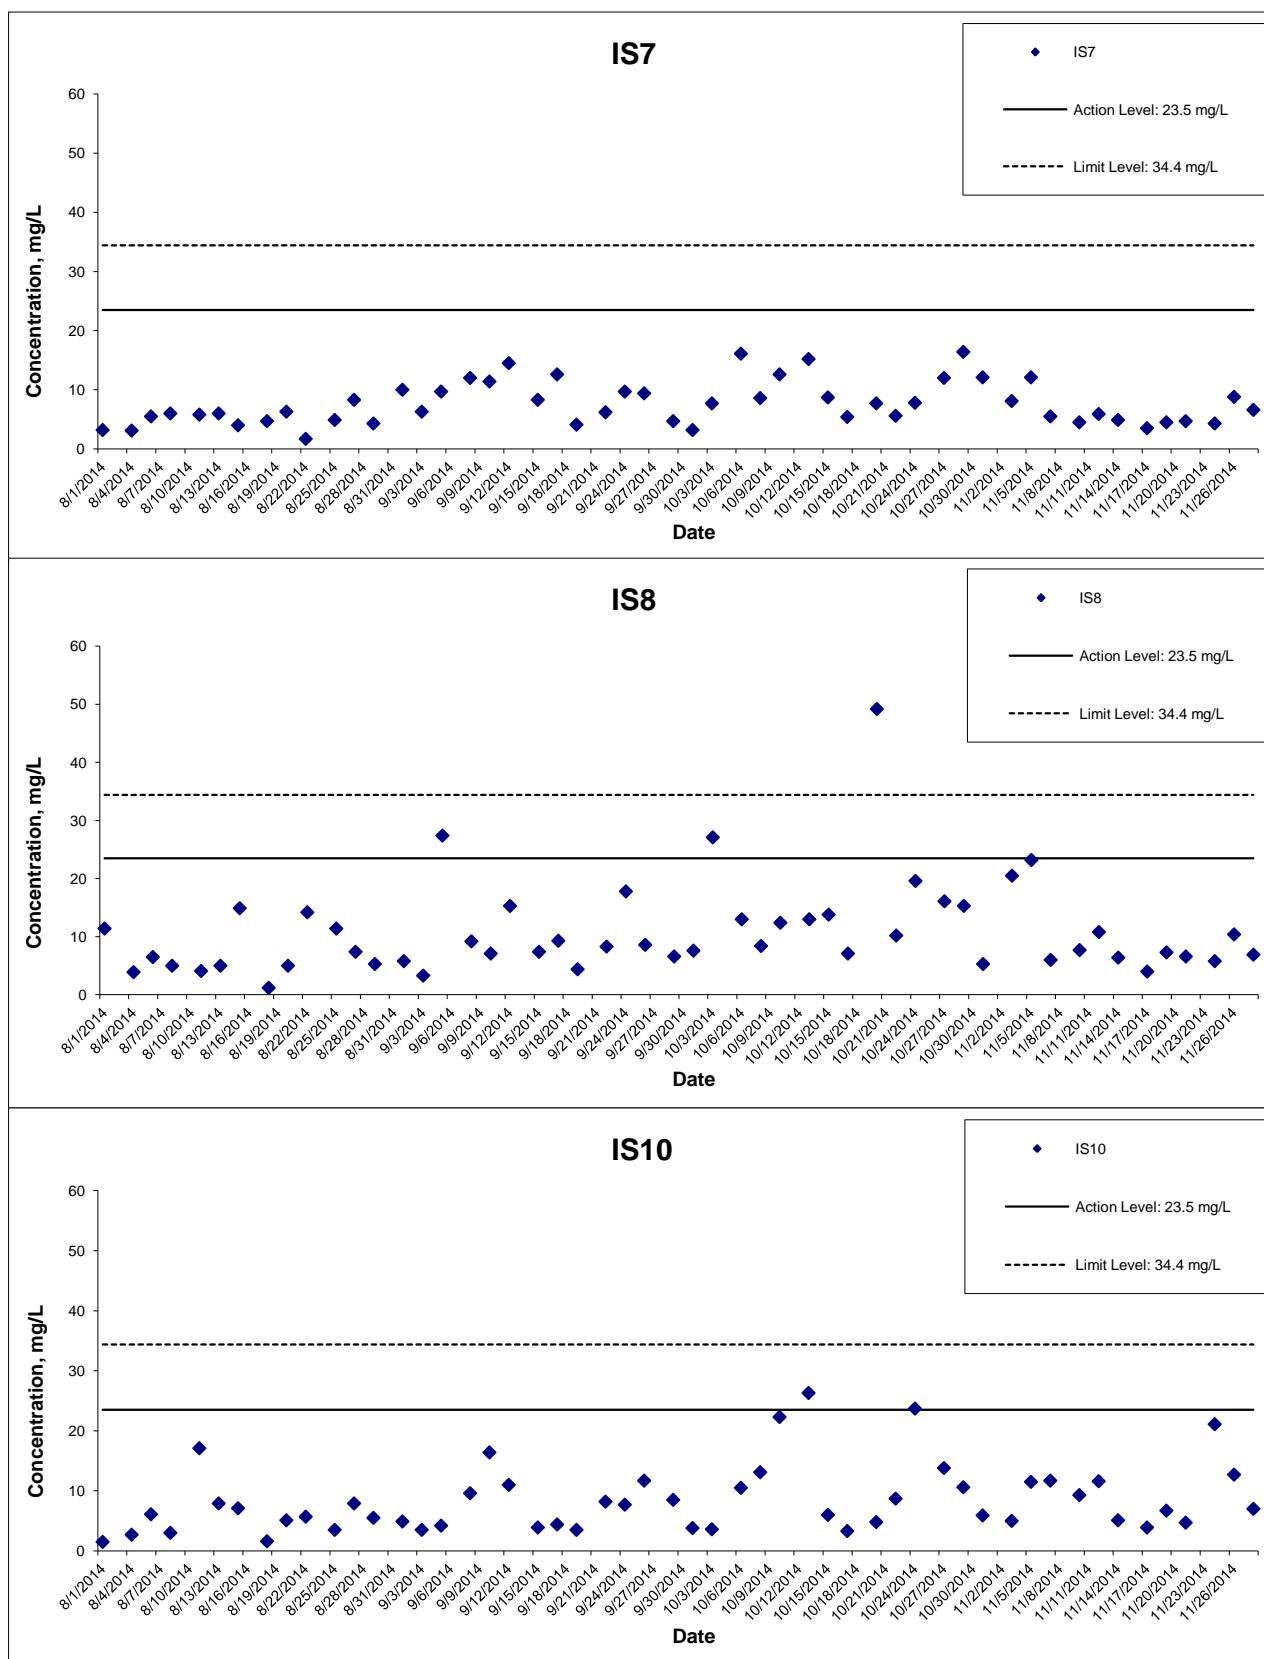 IS7
IS7
Action Level: 23.5 mg/L
Limit Level: 34.4 mg/L
Concentration, mg/L
60
50
40
30
20
10
0
8/1/2014 8/4/2014 8/7/2014 8/10/2014 8/13/2014 8/16/2014 8/19/2014 8/22/2014 8/25/2014 8/28/2014 8/31/2014 9/3/2014 9/6/2014 9/9/2014 9/12/2014 9/15/2014 9/18/2014 9/21/2014 9/24/2014 9/27/2014 9/30/2014 10/3/2014 10/6/2014 10/9/2014 10/12/2014 10/15/2014 10/18/2014 10/21/2014 10/24/2014 10/27/2014 10/30/2014 11/2/2014 11/5/2014 11/8/2014 11/11/2014 11/14/2014 11/17/2014 11/20/2014 11/23/2014 11/26/2014
Date
IS8
IS8
Action Level: 23.5 mg/L
Limit Level: 34.4 mg/L
Concentration, mg/L
60
50
40
30
20
10
0
8/1/2014 8/4/2014 8/7/2014 8/10/2014 8/13/2014 8/16/2014 8/19/2014 8/22/2014 8/25/2014 8/28/2014 8/31/2014 9/3/2014 9/6/2014 9/9/2014 9/12/2014 9/15/2014 9/18/2014 9/21/2014 9/24/2014 9/27/2014 9/30/2014 10/3/2014 10/6/2014 10/9/2014 10/12/2014 10/15/2014 10/18/2014 10/21/2014 10/24/2014 10/27/2014 10/30/2014 11/2/2014 11/5/2014 11/8/2014 11/11/2014 11/14/2014 11/17/2014 11/20/2014 11/23/2014 11/26/2014
Date
IS10
IS10
Action Level: 23.5 mg/L
Limit Level: 34.4 mg/L
Concentration, mg/L
60
50
40
30
20
10
0
8/1/2014 8/4/2014 8/7/2014 8/10/2014 8/13/2014 8/16/2014 8/19/2014 8/22/2014 8/25/2014 8/28/2014 8/31/2014 9/3/2014 9/6/2014 9/9/2014 9/12/2014 9/15/2014 9/18/2014 9/21/2014 9/24/2014 9/27/2014 9/30/2014 10/3/2014 10/6/2014 10/9/2014 10/12/2014 10/15/2014 10/18/2014 10/21/2014 10/24/2014 10/27/2014 10/30/2014 11/2/2014 11/5/2014 11/8/2014 11/11/2014 11/14/2014 11/17/2014 11/20/2014 11/23/2014 11/26/2014
Date